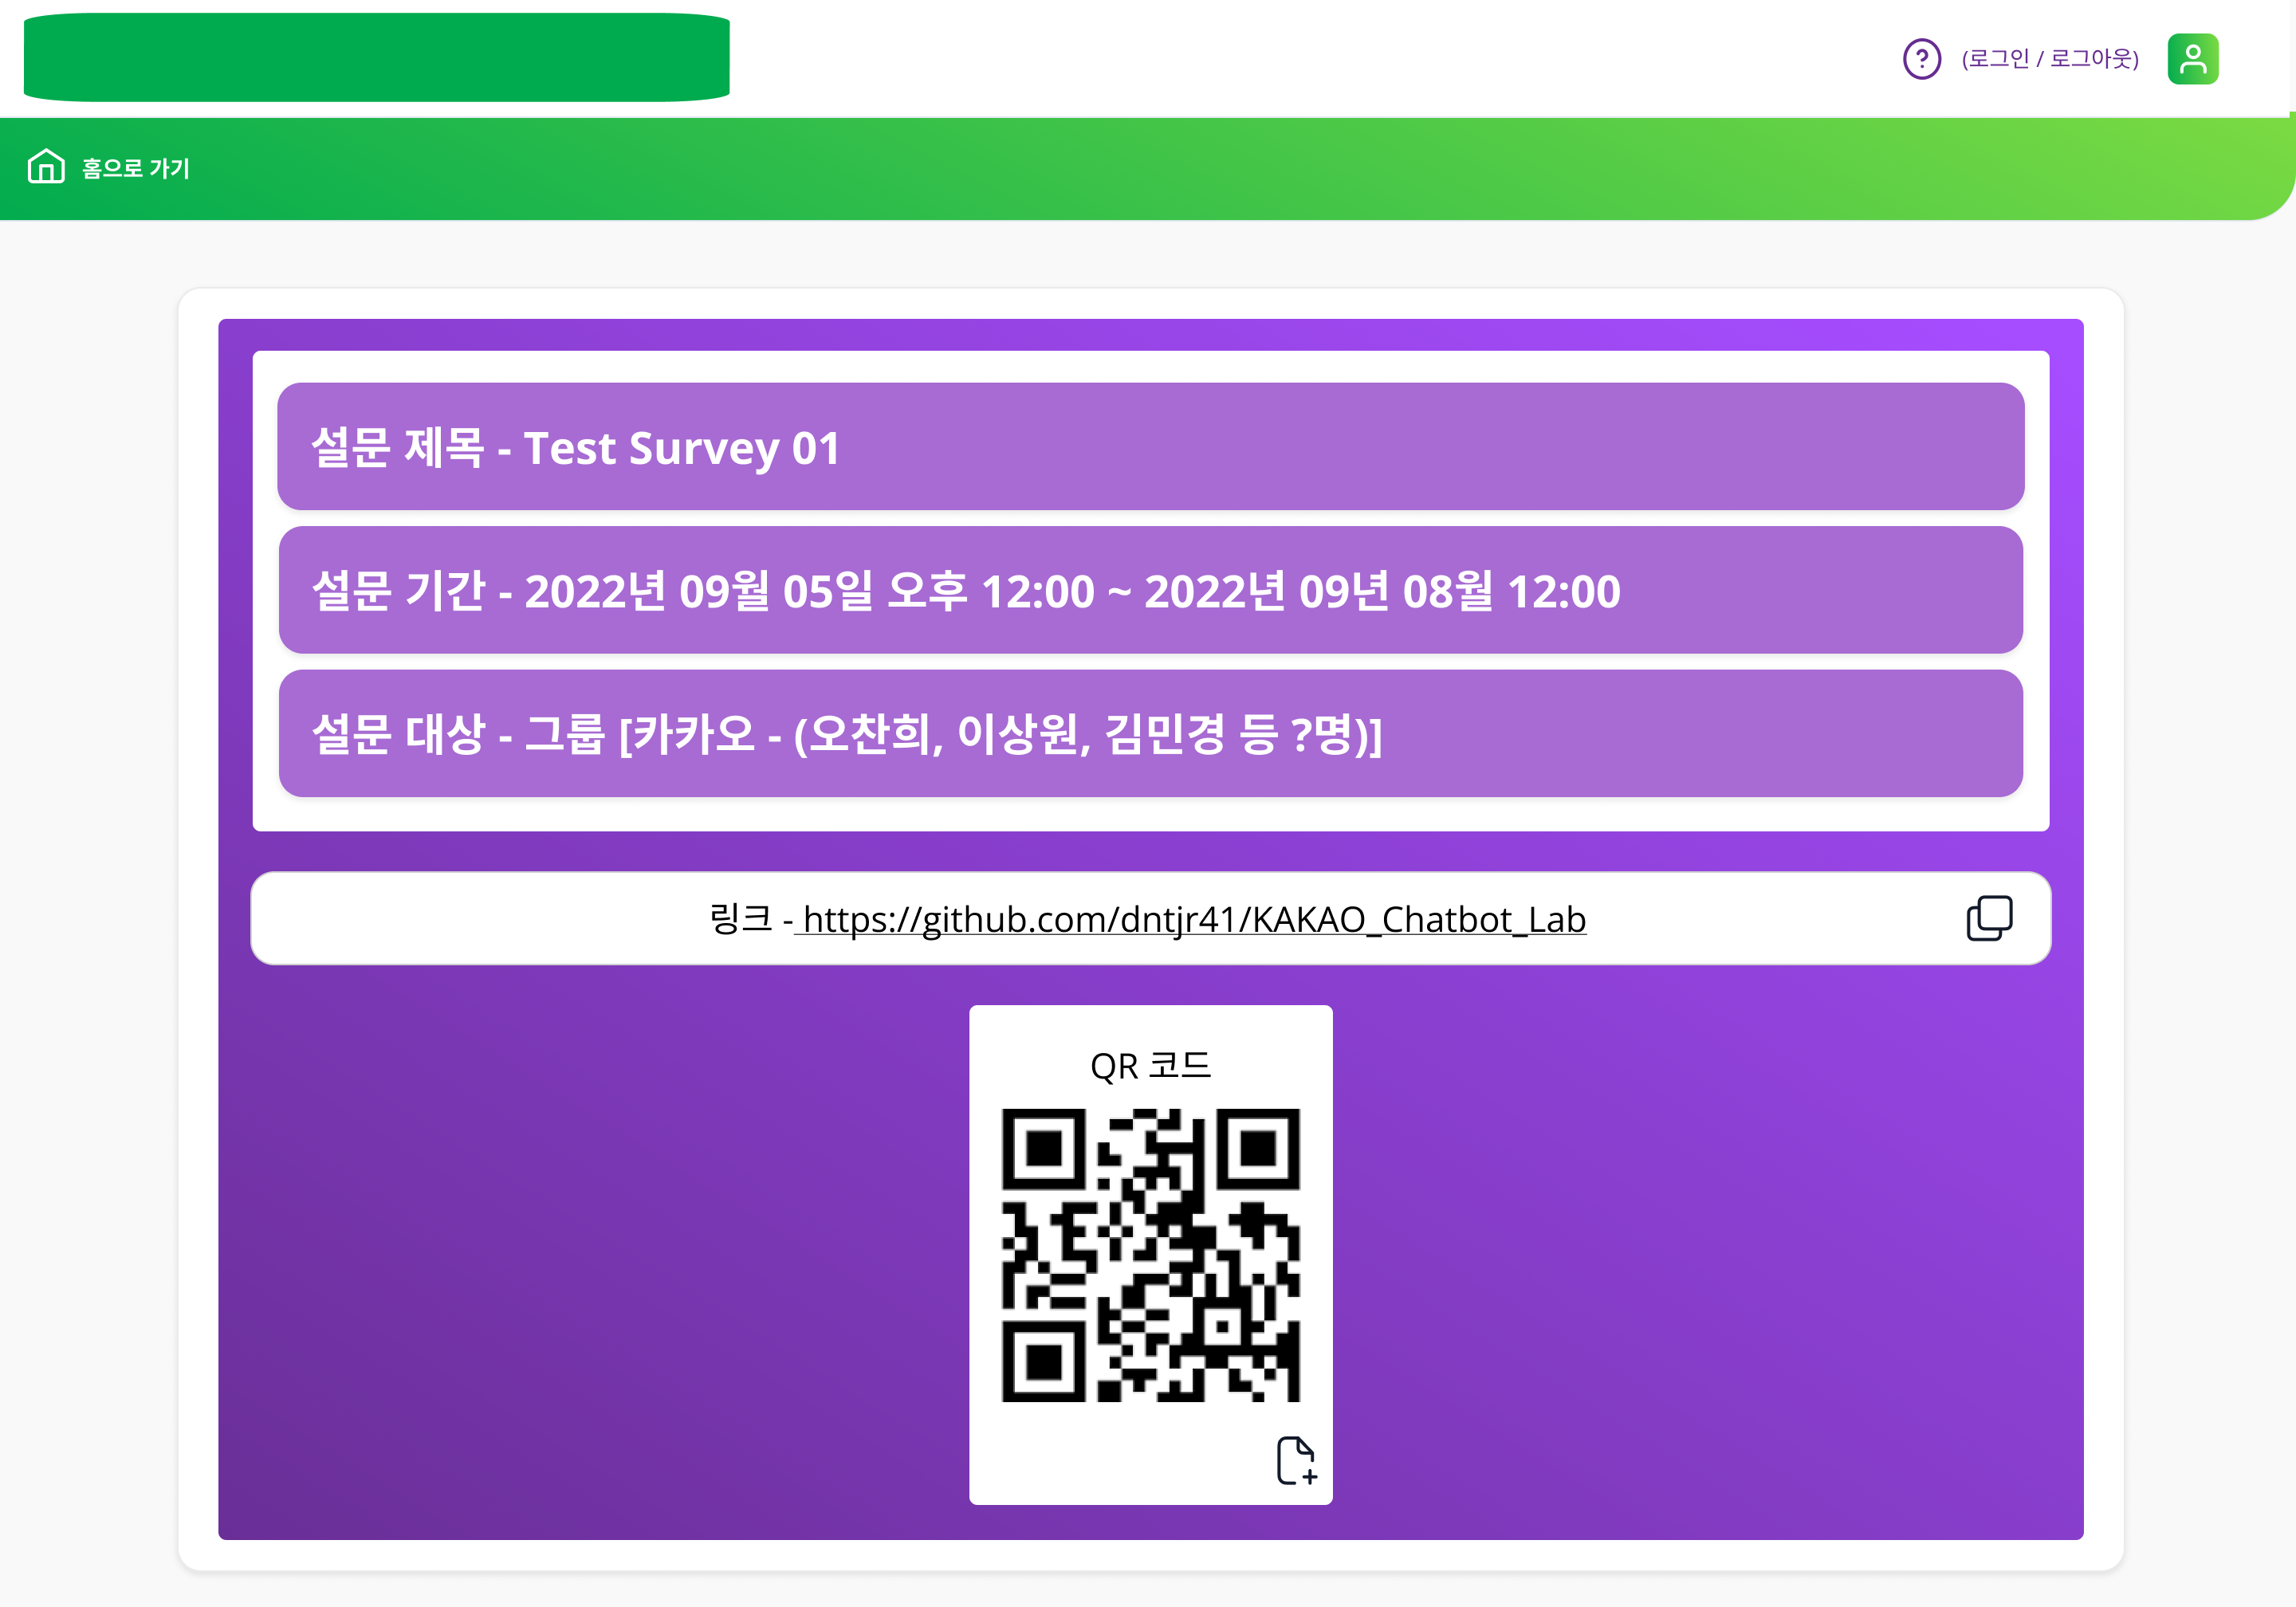 (로그인 / 로그아웃)
홈으로 가기
설문 제목 - Test Survey 01
설문 기간 - 2022년 09월 05일 오후 12:00 ~ 2022년 09년 08월 12:00
설문 대상 - 그룹 [카카오 - (오찬희, 이상원, 김민경 등 ?명)]
링크 - https://github.com/dntjr41/KAKAO_Chatbot_Lab
QR 코드